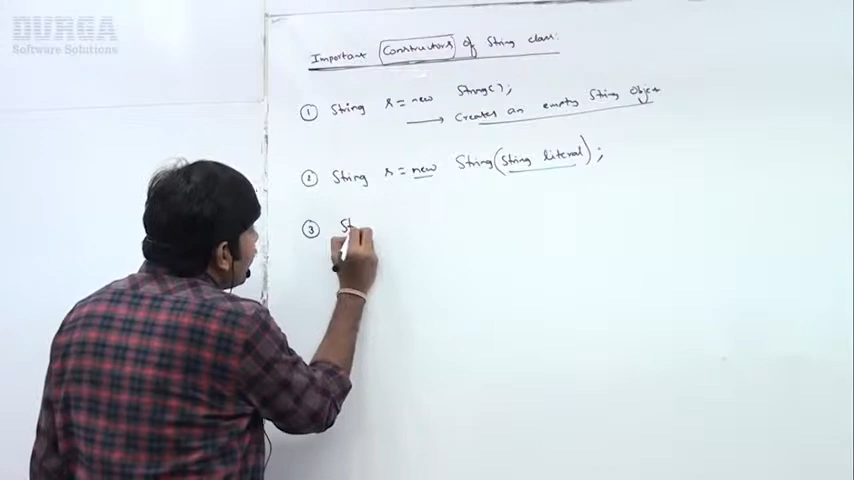 DURGA
Software Solutions
Important Constructors of String class:
① String s = new String();
→ Creates an empty String Object
② String s = new String(String literal);
③ St